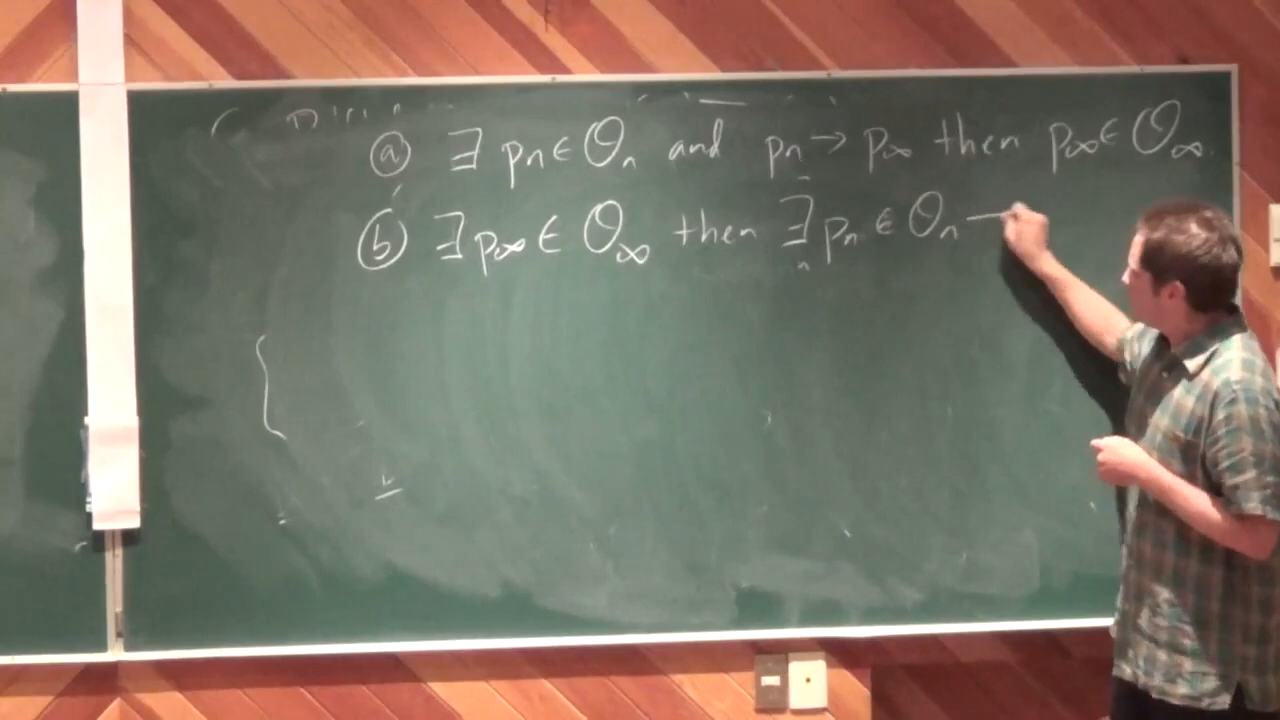 ⓐ ∃ pₙ ∈ 𝒪ₙ and pₙ → p∞ then p∞ ∈ 𝒪∞.
ⓑ ∃ p∞ ∈ 𝒪∞ then ∃ pₙ ∈ 𝒪ₙ —